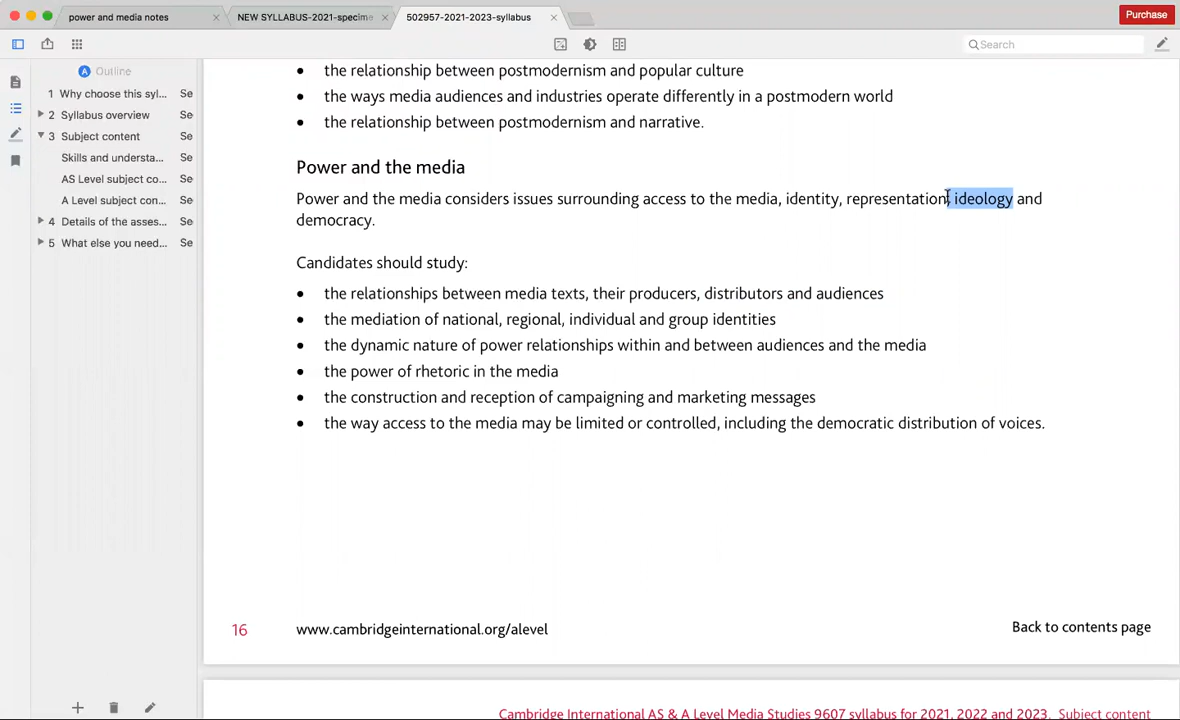 power and media notes
NEW SYLLABUS-2021-specime
502957-2021-2023-syllabus
Purchase
Search
A Outline
1 Why choose this syl... Se
2 Syllabus overview Se
3 Subject content Se
Skills and understa... Se
AS Level subject co... Se
A Level subject con... Se
4 Details of the asses... Se
5 What else you need... Se
• the relationship between postmodernism and popular culture
• the ways media audiences and industries operate differently in a postmodern world
• the relationship between postmodernism and narrative.
Power and the media
Power and the media considers issues surrounding access to the media, identity, representation, ideology and
democracy.
Candidates should study:
• the relationships between media texts, their producers, distributors and audiences
• the mediation of national, regional, individual and group identities
• the dynamic nature of power relationships within and between audiences and the media
• the power of rhetoric in the media
• the construction and reception of campaigning and marketing messages
• the way access to the media may be limited or controlled, including the democratic distribution of voices.
16 www.cambridgeinternational.org/alevel Back to contents page
Cambridge International AS & A Level Media Studies 9607 syllabus for 2021, 2022 and 2023. Subject content